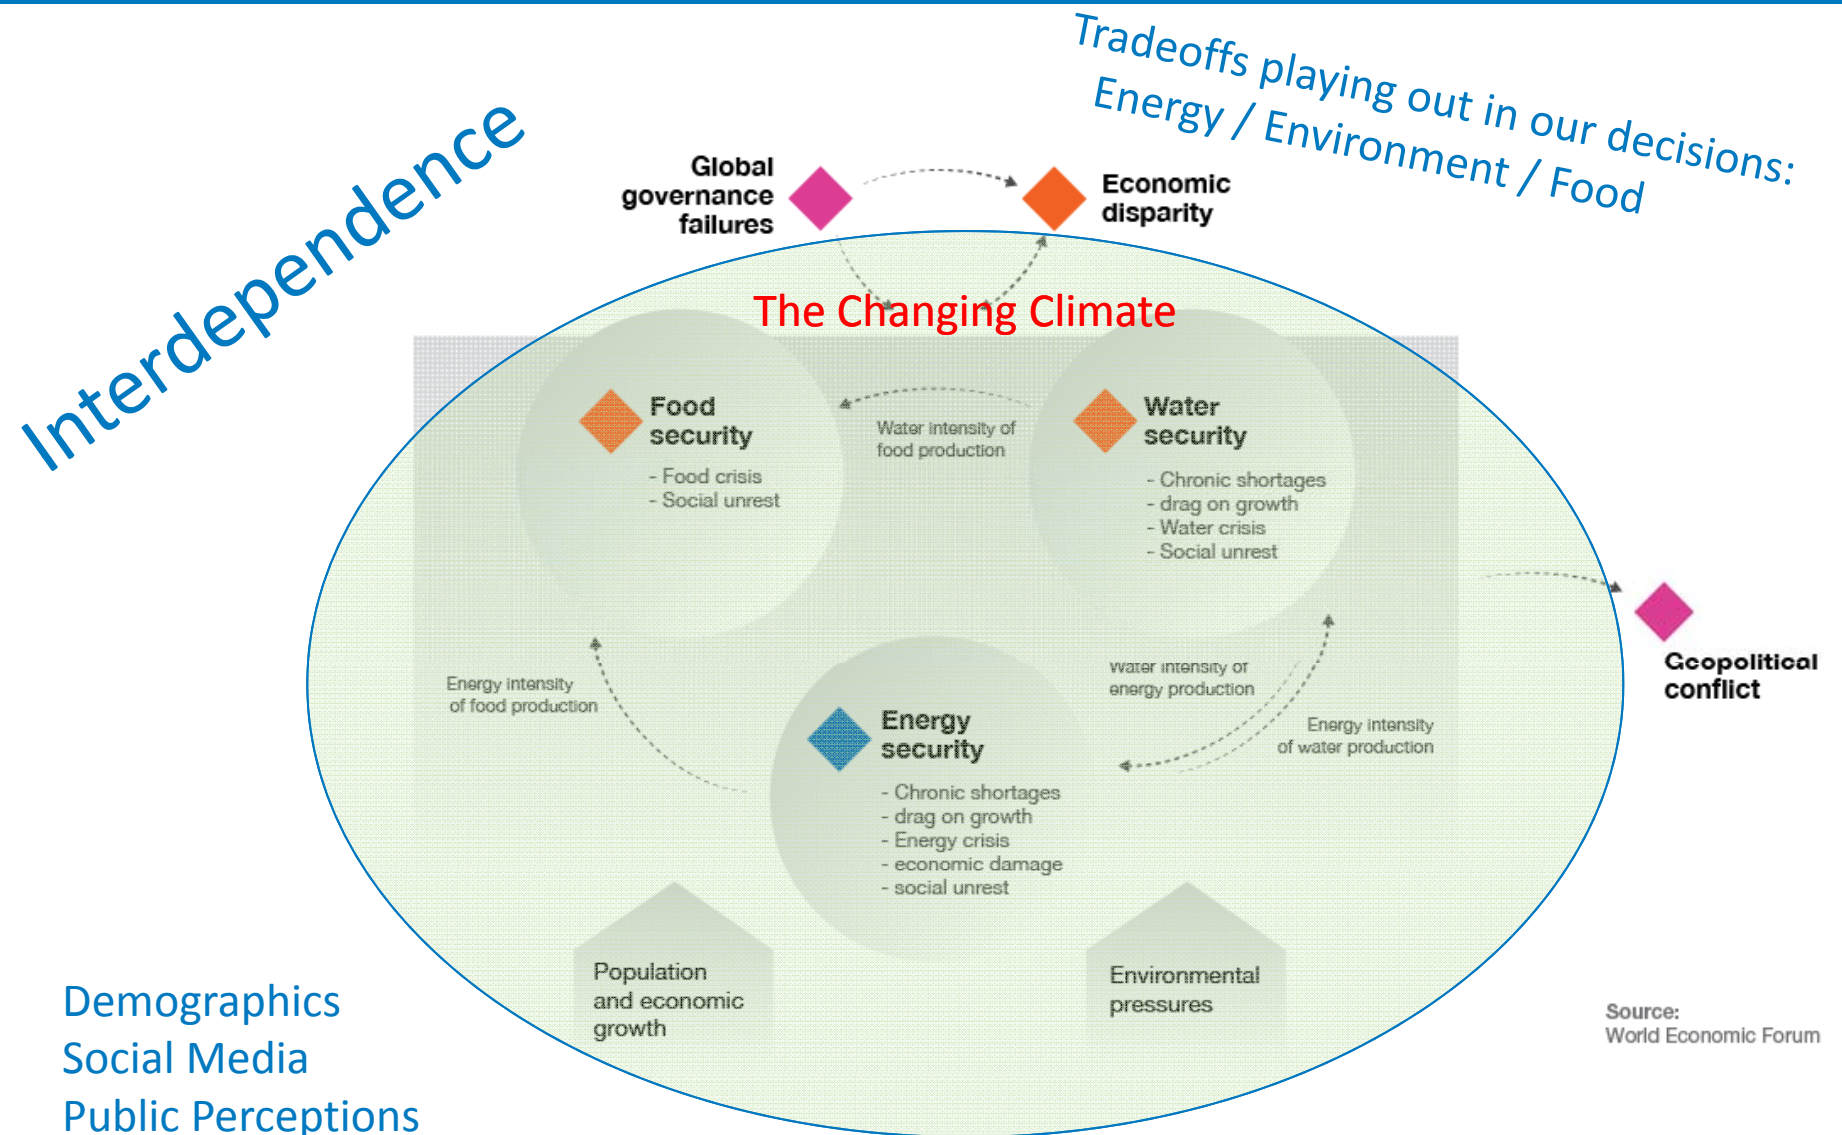 Tradeoffs playing out in our decisions:
Energy / Environment / Food
Interdependence
Global
governance
failures
Economic
disparity
The Changing Climate
Food
security
- Food crisis
- Social unrest
Water intensity of
food production
Water
security
- Chronic shortages
- drag on growth
- Water crisis
- Social unrest
Energy intensity
of food production
Water intensity of
energy production
Energy intensity
of water production
Geopolitical
conflict
Energy
security
- Chronic shortages
- drag on growth
- Energy crisis
- economic damage
- social unrest
Population
and economic
growth
Environmental
pressures
Demographics
Social Media
Public Perceptions
Source:
World Economic Forum